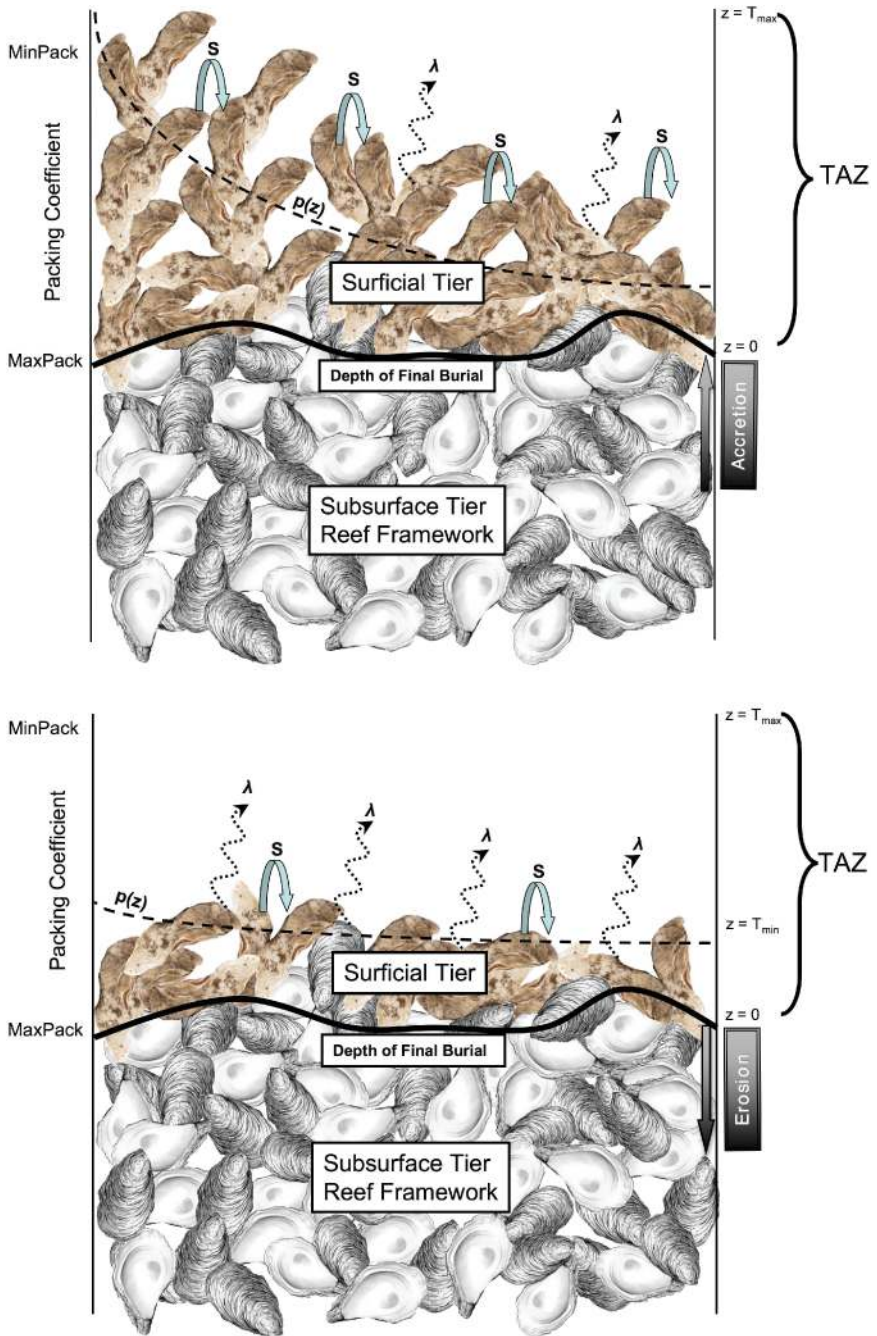 z = Tmax
MinPack
S
S
λ
λ
S
S
TAZ
Packing Coefficient
p(z)
Surficial Tier
z = 0
MaxPack
Depth of Final Burial
Accretion
Subsurface Tier
Reef Framework
z = Tmax
MinPack
λ
λ
λ
λ
S
S
TAZ
Packing Coefficient
p(z)
z = Tmin
Surficial Tier
z = 0
MaxPack
Depth of Final Burial
Erosion
Subsurface Tier
Reef Framework